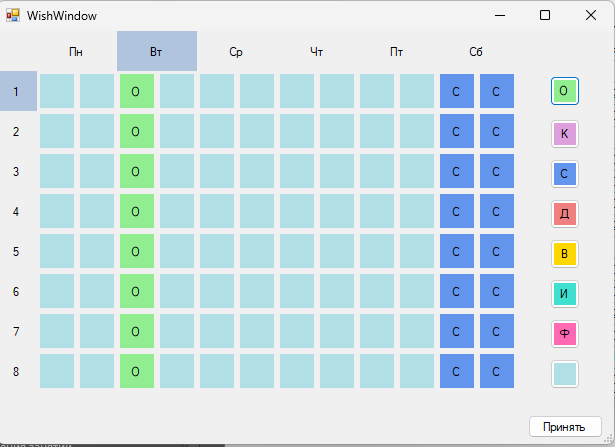 WishWindow
Пн Вт Ср Чт Пт Сб
1 О С С О
2 О С С К
3 О С С С
4 О С С Д
5 О С С В
6 О С С И
7 О С С Ф
8 О С С
Принять